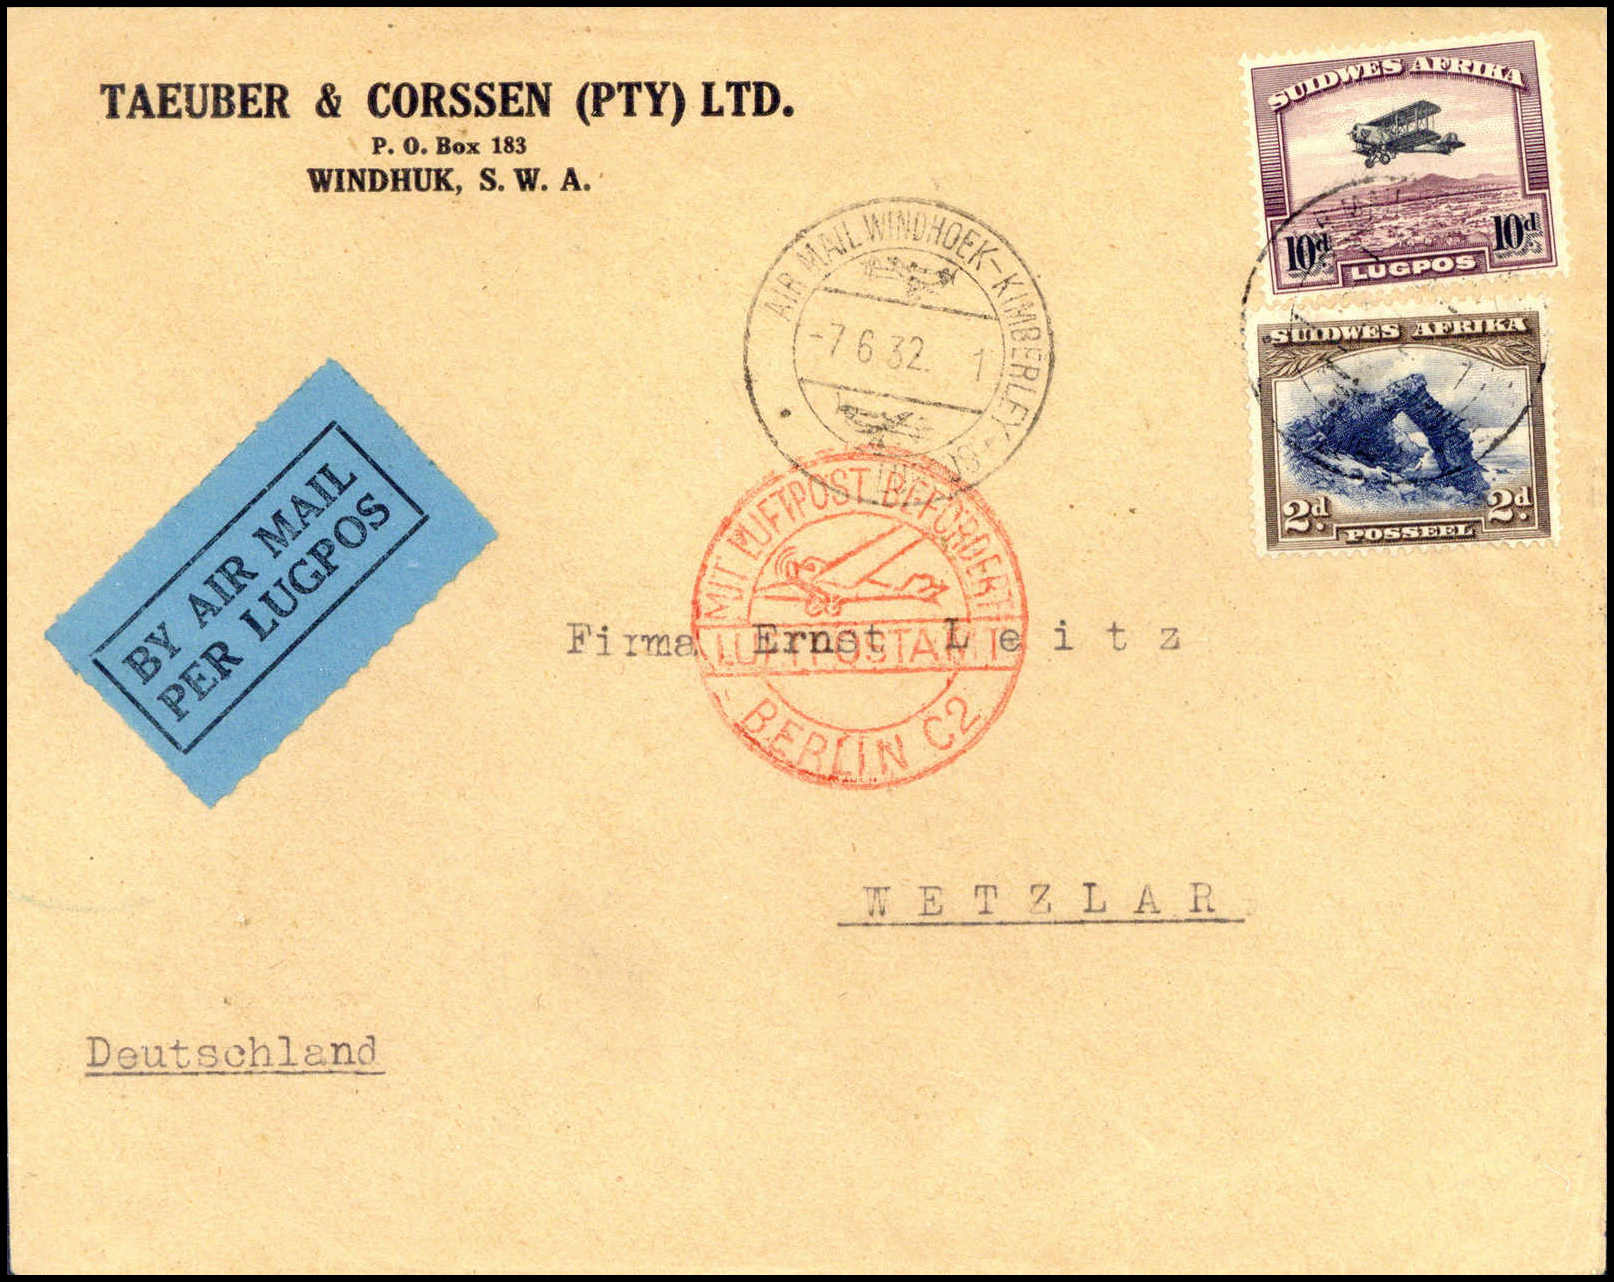 TAEUBER & CORSSEN (PTY) LTD.
P. O. Box 183
WINDHUK, S. W. A.
SUIDWES AFRIKA
10d 10d
LUGPOS
SUIDWES AFRIKA
2d. 2d.
POSSEEL
AIR MAIL WINDHOEK-KIMBERLEY
-7 6 32. 1
BY AIR MAIL
PER LUGPOS
MIT LUFTPOST BEFÖRDERT
LUFTPOSTAMT
BERLIN C2
Firma Ernst Leitz
WETZLAR
Deutschland